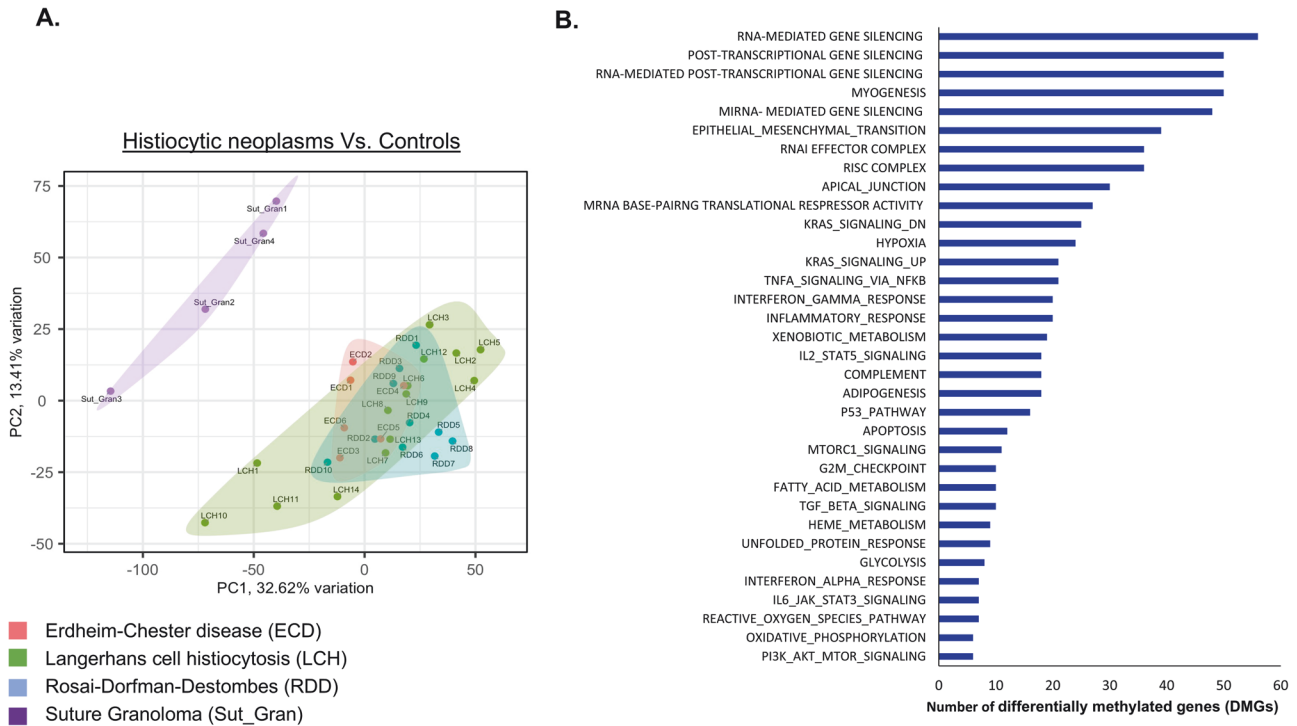 A.
Histiocytic neoplasms Vs. Controls
PC2, 13.41% variation
75
50
25
0
-25
-50
Sut_Gran1
Sut_Gran4
Sut_Gran2
Sut_Gran3
LCH3
RDD1
LCH5
ECD2
LCH12
LCH2
RDD3
RDD9
LCH6
LCH4
ECD1
ECD4
LCH8
LCH9
RDD4
ECD6
ECD5
RDD5
RDD2
LCH13
RDD8
ECD3
LCH7
RDD6
RDD7
LCH1
RDD10
LCH14
LCH11
LCH10
-100
-50
0
50
PC1, 32.62% variation
Erdheim-Chester disease (ECD)
Langerhans cell histiocytosis (LCH)
Rosai-Dorfman-Destombes (RDD)
Suture Granoloma (Sut_Gran)
B.
RNA-MEDIATED GENE SILENCING
POST-TRANSCRIPTIONAL GENE SILENCING
RNA-MEDIATED POST-TRANSCRIPTIONAL GENE SILENCING
MYOGENESIS
MIRNA- MEDIATED GENE SILENCING
EPITHELIAL_MESENCHYMAL_TRANSITION
RNAI EFFECTOR COMPLEX
RISC COMPLEX
APICAL_JUNCTION
MRNA BASE-PAIRNG TRANSLATIONAL RESPRESSOR ACTIVITY
KRAS_SIGNALING_DN
HYPOXIA
KRAS_SIGNALING_UP
TNFA_SIGNALING_VIA_NFKB
INTERFERON_GAMMA_RESPONSE
INFLAMMATORY_RESPONSE
XENOBIOTIC_METABOLISM
IL2_STAT5_SIGNALING
COMPLEMENT
ADIPOGENESIS
P53_PATHWAY
APOPTOSIS
MTORC1_SIGNALING
G2M_CHECKPOINT
FATTY_ACID_METABOLISM
TGF_BETA_SIGNALING
HEME_METABOLISM
UNFOLDED_PROTEIN_RESPONSE
GLYCOLYSIS
INTERFERON_ALPHA_RESPONSE
IL6_JAK_STAT3_SIGNALING
REACTIVE_OXYGEN_SPECIES_PATHWAY
OXIDATIVE_PHOSPHORYLATION
PI3K_AKT_MTOR_SIGNALING
0 10 20 30 40 50 60
Number of differentially methylated genes (DMGs)